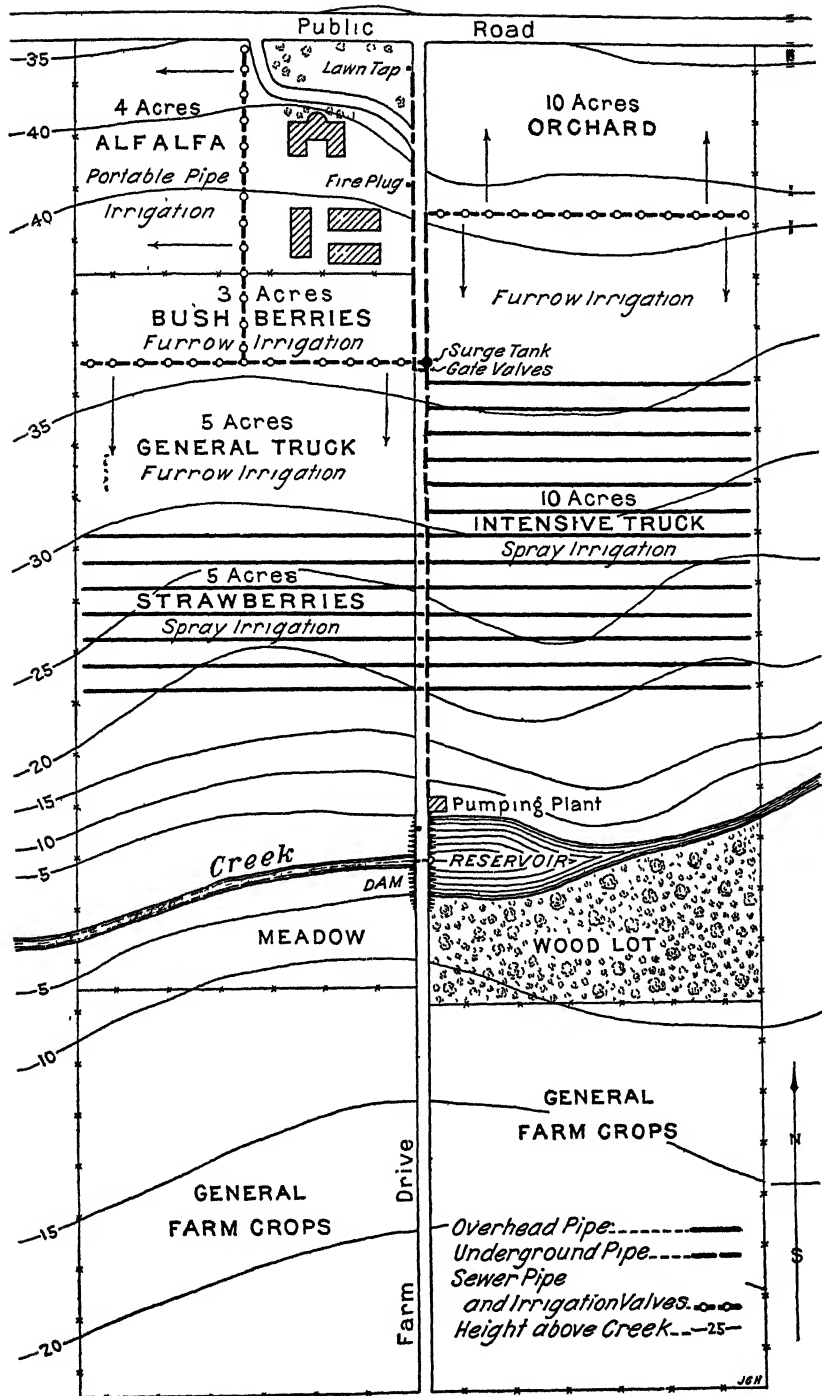 Public Road
-35
Lawn Tap
4 Acres
10 Acres
ORCHARD
-40
ALFALFA
Portable Pipe
Irrigation
Fire Plug
40
3 Acres
BUSH BERRIES
Furrow Irrigation
Furrow Irrigation
Surge Tank
Gate Valves
-35
5 Acres
GENERAL TRUCK
Furrow Irrigation
10 Acres
INTENSIVE TRUCK
Spray Irrigation
-30
5 Acres
STRAWBERRIES
Spray Irrigation
-25
-20
-15
-10
-5
Pumping Plant
Creek
RESERVOIR
DAM
MEADOW
WOOD LOT
-5
-10
GENERAL
FARM CROPS
N
S
GENERAL
FARM CROPS
-15
-20
Farm Drive
Overhead Pipe
Underground Pipe
Sewer Pipe
and Irrigation Valves
Height above Creek -25-
JGH